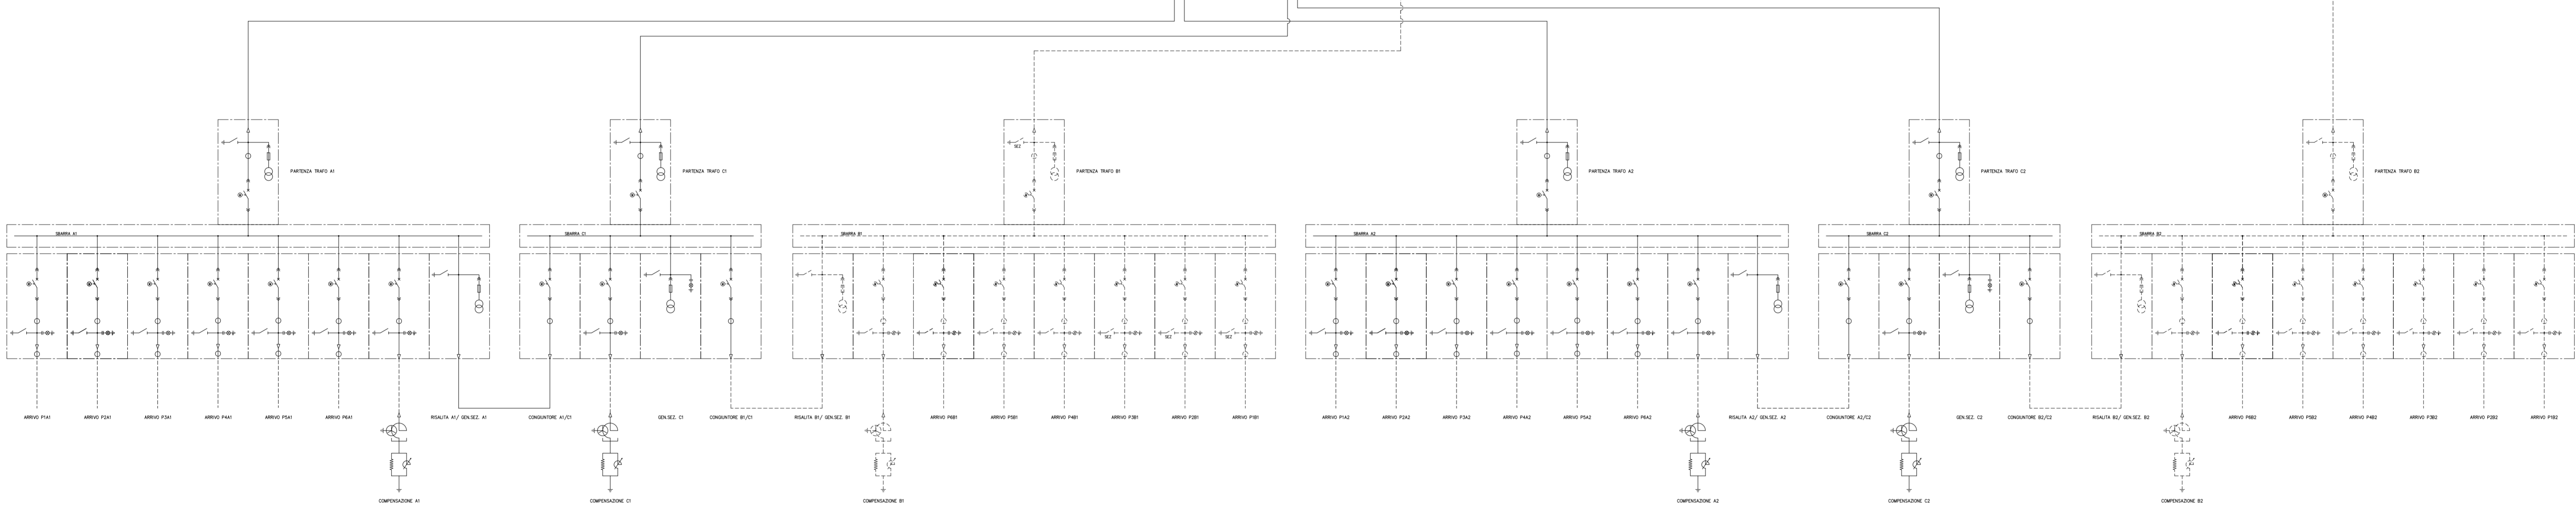 SEZ
PARTENZA TRAFO A1
PARTENZA TRAFO C1
PARTENZA TRAFO B1
PARTENZA TRAFO A2
PARTENZA TRAFO C2
PARTENZA TRAFO B2
SBARRA A1
SBARRA C1
SBARRA B1
SBARRA A2
SBARRA C2
SBARRA B2
SEZ
SEZ
SEZ
ARRIVO P1A1
ARRIVO P2A1
ARRIVO P3A1
ARRIVO P4A1
ARRIVO P5A1
ARRIVO P6A1
RISALITA A1/ GEN.SEZ. A1
CONGIUNTORE A1/C1
GEN.SEZ. C1
CONGIUNTORE B1/C1
RISALITA B1/ GEN.SEZ. B1
ARRIVO P6B1
ARRIVO P5B1
ARRIVO P4B1
ARRIVO P3B1
ARRIVO P2B1
ARRIVO P1B1
ARRIVO P1A2
ARRIVO P2A2
ARRIVO P3A2
ARRIVO P4A2
ARRIVO P5A2
ARRIVO P6A2
RISALITA A2/ GEN.SEZ. A2
CONGIUNTORE A2/C2
GEN.SEZ. C2
CONGIUNTORE B2/C2
RISALITA B2/ GEN.SEZ. B2
ARRIVO P6B2
ARRIVO P5B2
ARRIVO P4B2
ARRIVO P3B2
ARRIVO P2B2
ARRIVO P1B2
COMPENSAZIONE A1
COMPENSAZIONE C1
COMPENSAZIONE B1
COMPENSAZIONE A2
COMPENSAZIONE C2
COMPENSAZIONE B2